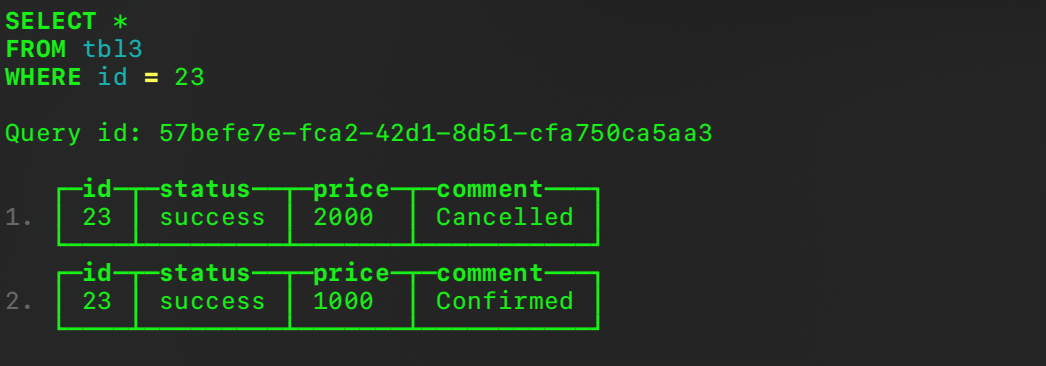 SELECT *
FROM tbl3
WHERE id = 23
Query id: 57befe7e-fca2-42d1-8d51-cfa750ca5aa3
┌─id─┬─status──┬─price─┬─comment───┐
1. │ 23 │ success │ 2000 │ Cancelled │
└────┴─────────┴───────┴───────────┘
┌─id─┬─status──┬─price─┬─comment───┐
2. │ 23 │ success │ 1000 │ Confirmed │
└────┴─────────┴───────┴───────────┘